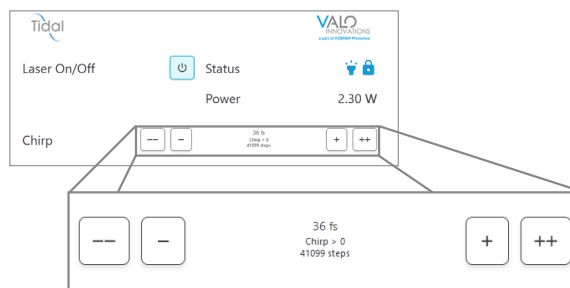 Tidal
VALO
INNOVATIONS
a part of HÜBNER Photonics
Laser On/Off
Status
Power
2.30 W
Chirp
--
-
36 fs
Chirp > 0
41099 steps
+
++
--
-
36 fs
Chirp > 0
41099 steps
+
++